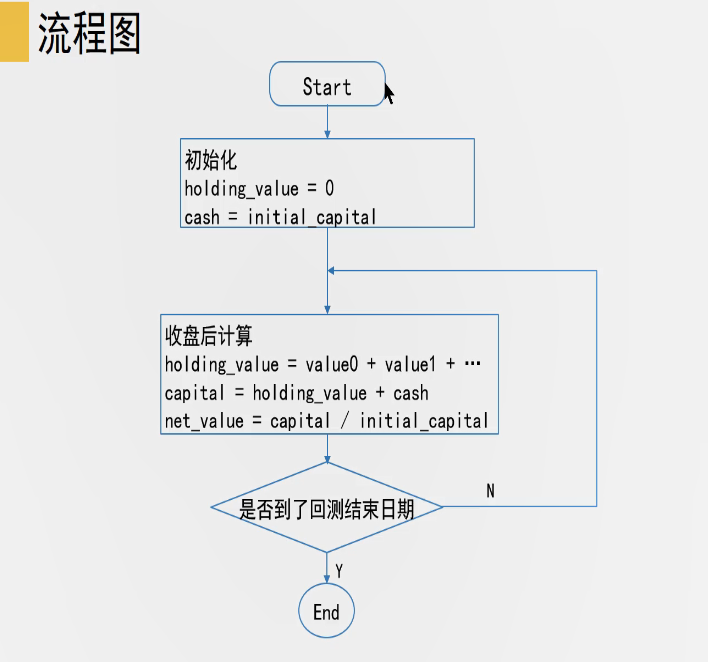 流程图
Start
初始化
holding_value = 0
cash = initial_capital
收盘后计算
holding_value = value0 + value1 + …
capital = holding_value + cash
net_value = capital / initial_capital
是否到了回测结束日期
N
Y
End